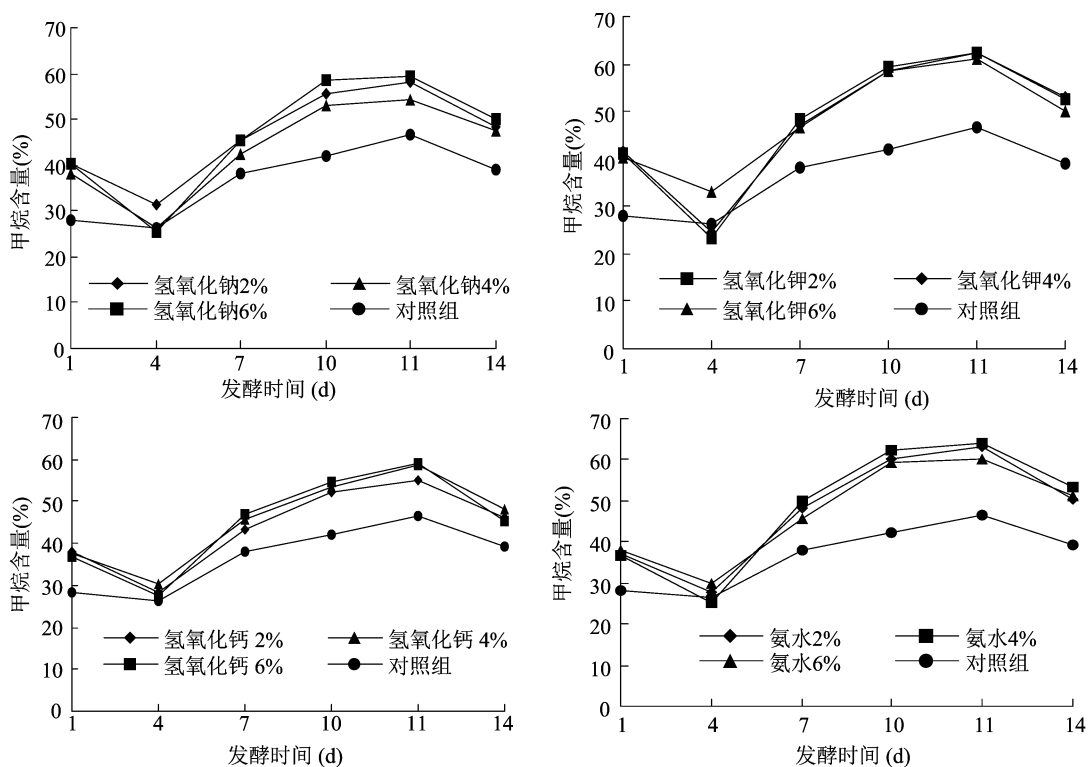 70
60
50
40
30
20
10
0
甲烷含量(%)
氢氧化钠2%
氢氧化钠4%
氢氧化钠6%
对照组
1 4 7 10 11 14
发酵时间 (d)
70
60
50
40
30
20
10
0
甲烷含量(%)
氢氧化钾2%
氢氧化钾4%
氢氧化钾6%
对照组
1 4 7 10 11 14
发酵时间 (d)
70
60
50
40
30
20
10
0
甲烷含量(%)
氢氧化钙 2%
氢氧化钙 4%
氢氧化钙 6%
对照组
1 4 7 10 11 14
发酵时间 (d)
70
60
50
40
30
20
10
0
甲烷含量(%)
氨水2%
氨水4%
氨水6%
对照组
1 4 7 10 11 14
发酵时间 (d)